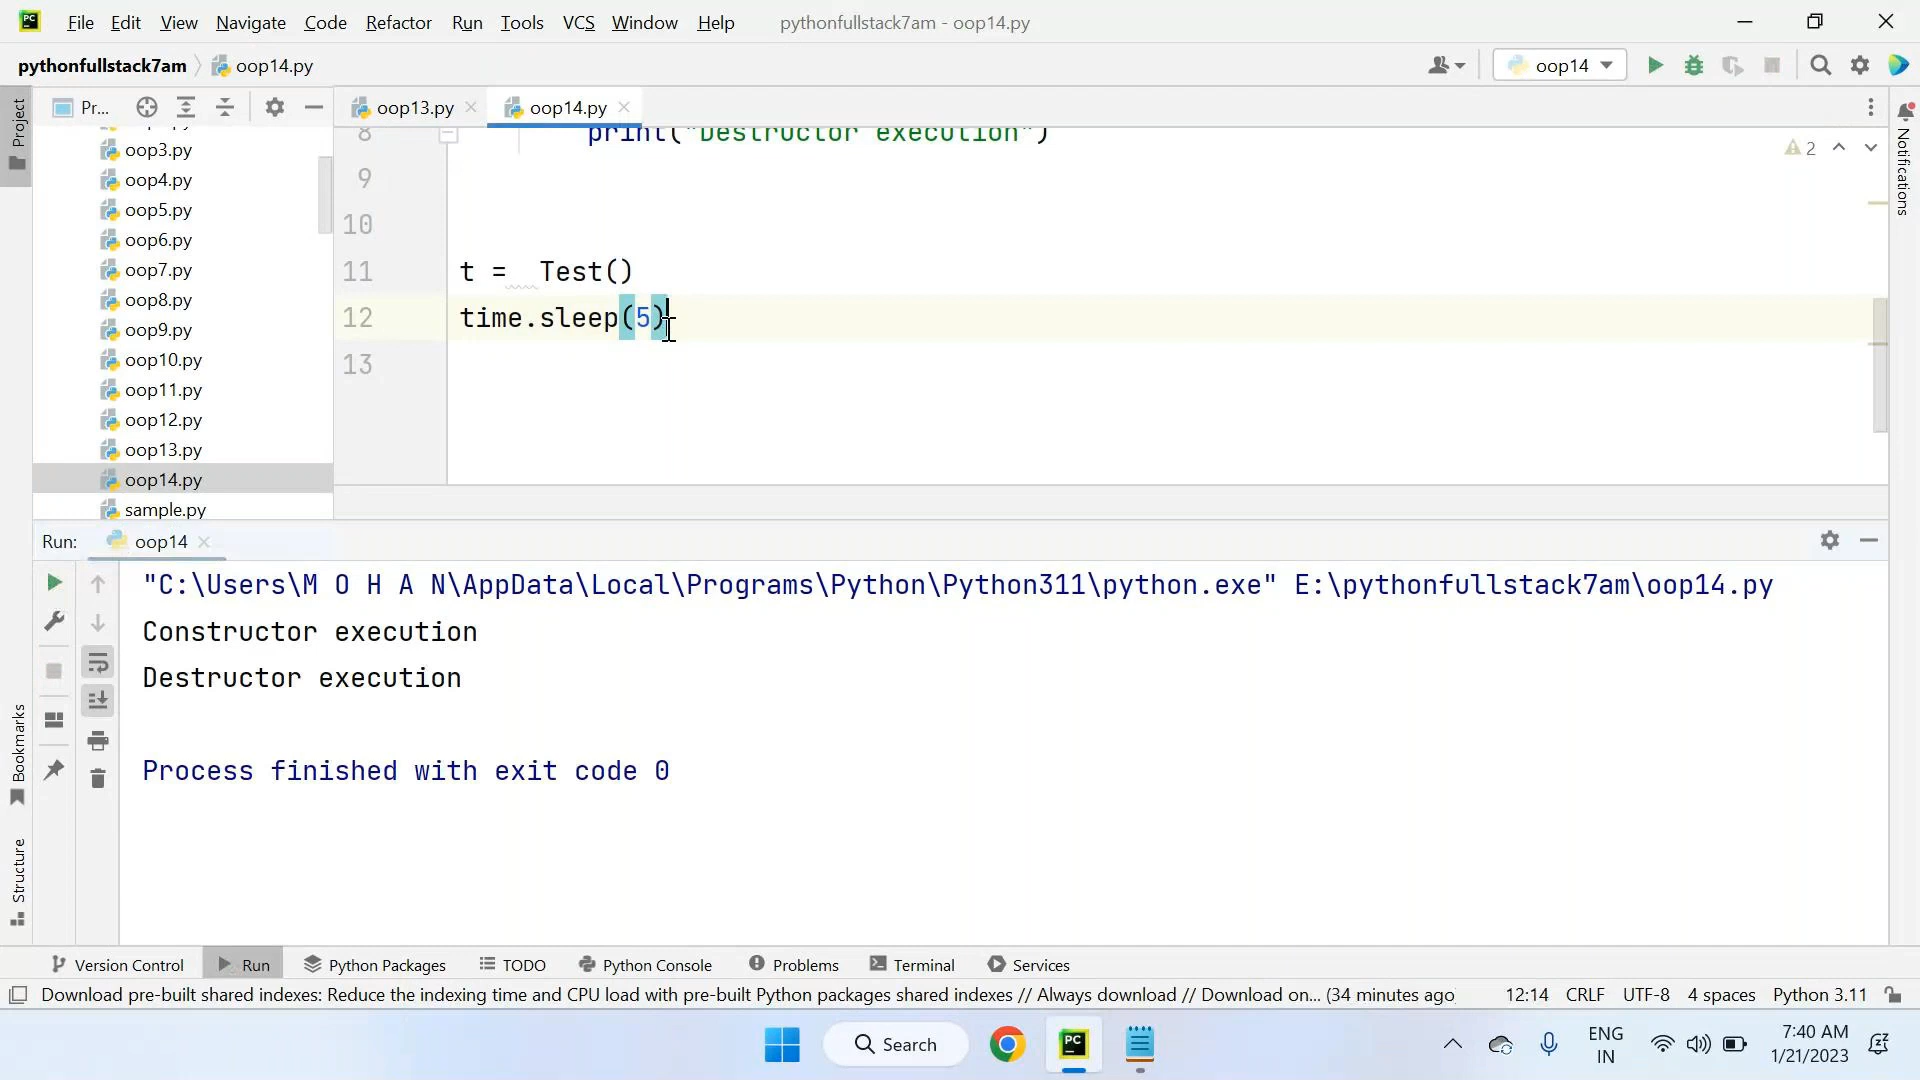 PC File Edit View Navigate Code Refactor Run Tools VCS Window Help pythonfullstack7am - oop14.py
pythonfullstack7am oop14.py oop14
Project
Pr...
oop13.py oop14.py
oop3.py
oop4.py
oop5.py
oop6.py
oop7.py
oop8.py
oop9.py
oop10.py
oop11.py
oop12.py
oop13.py
oop14.py
sample.py
8 print("Destructor execution")
9
10
11 t =  Test()
12 time.sleep(5)
13
2
Notifications
Run: oop14
"C:\Users\M O H A N\AppData\Local\Programs\Python\Python311\python.exe" E:\pythonfullstack7am\oop14.py
Constructor execution
Destructor execution
Process finished with exit code 0
Bookmarks
Structure
Version Control Run Python Packages TODO Python Console Problems Terminal Services
Download pre-built shared indexes: Reduce the indexing time and CPU load with pre-built Python packages shared indexes // Always download // Download on... (34 minutes ago 12:14 CRLF UTF-8 4 spaces Python 3.11
Search PC ENG
IN
7:40 AM
1/21/2023